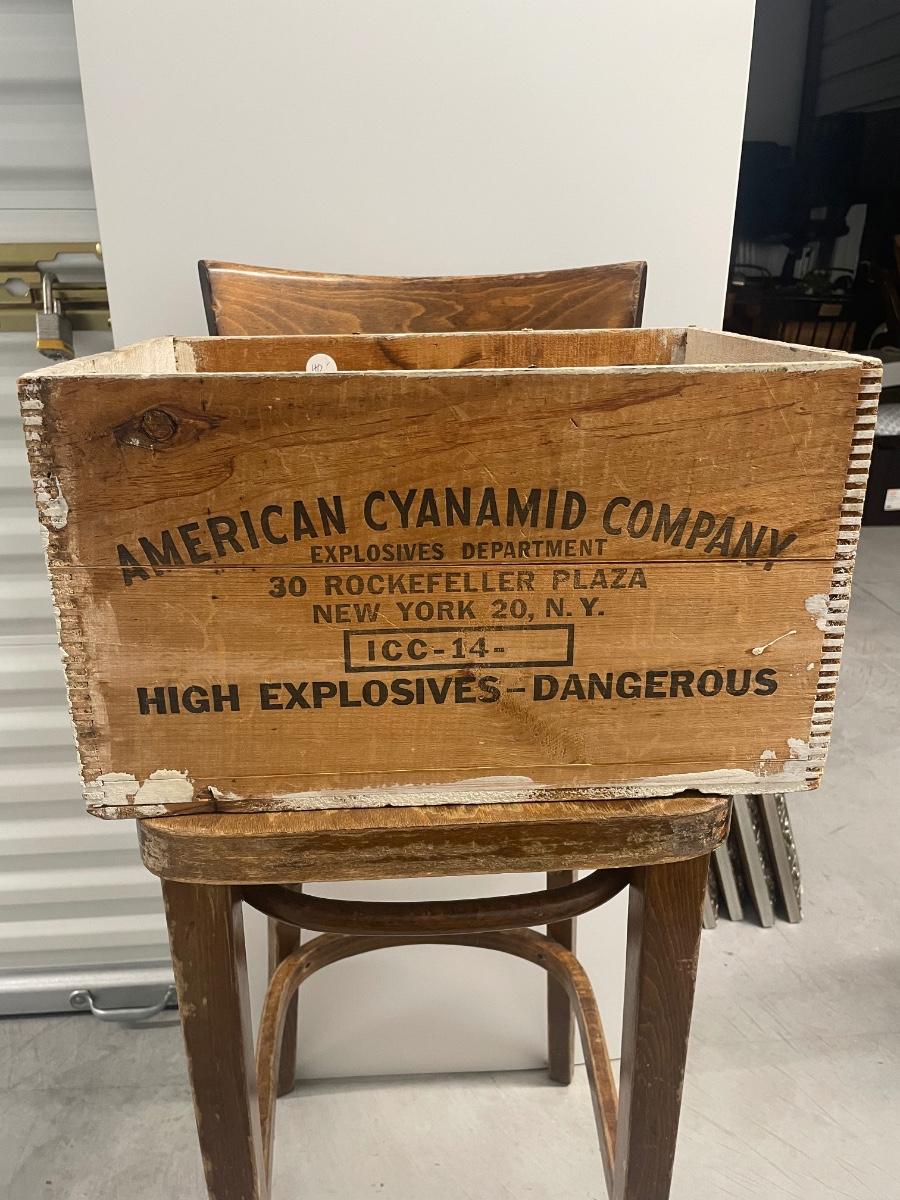 AMERICAN CYANAMID COMPANY
EXPLOSIVES DEPARTMENT
30 ROCKEFELLER PLAZA
NEW YORK 20, N.Y.
ICC-14-
HIGH EXPLOSIVES-DANGEROUS